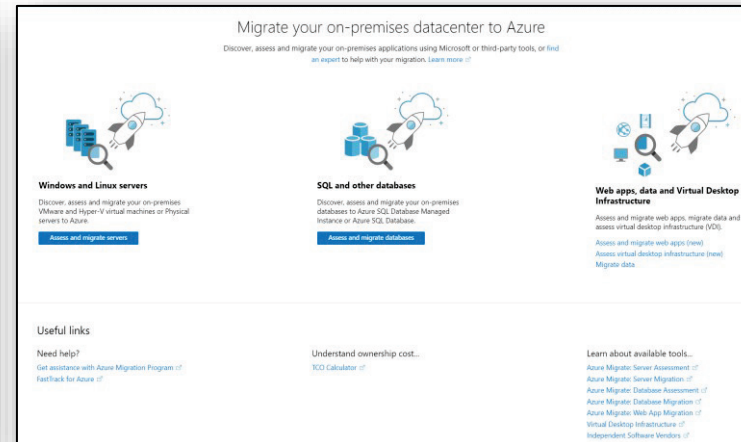 Migrate your on-premises datacenter to Azure
Discover, assess and migrate your on-premises applications using Microsoft or third-party tools, or find
an expert to help with your migration. Learn more
Windows and Linux servers
Discover, assess and migrate your on-premises
VMware and Hyper-V virtual machines or Physical
servers to Azure.
Assess and migrate servers
SQL and other databases
Discover, assess and migrate your on-premises
databases to Azure SQL Database Managed
Instance or Azure SQL Database.
Assess and migrate databases
Web apps, data and Virtual Desktop
Infrastructure
Assess and migrate web apps, migrate data and
assess virtual desktop infrastructure (VDI).
Assess and migrate web apps (new)
Assess virtual desktop infrastructure (new)
Migrate data
Useful links
Need help?
Get assistance with Azure Migration Program
FastTrack for Azure
Understand ownership cost...
TCO Calculator
Learn about available tools...
Azure Migrate: Server Assessment
Azure Migrate: Server Migration
Azure Migrate: Database Assessment
Azure Migrate: Database Migration
Azure Migrate: Web App Migration
Virtual Desktop Infrastructure
Independent Software Vendors